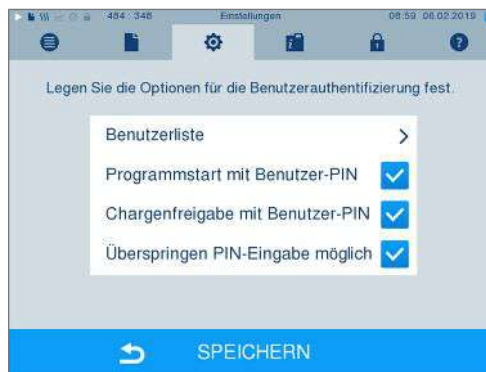 484 : 346 Einstellungen 08:59 06.02.2019
Legen Sie die Optionen für die Benutzerauthentifizierung fest.
Benutzerliste
Programmstart mit Benutzer-PIN
Chargenfreigabe mit Benutzer-PIN
Überspringen PIN-Eingabe möglich
SPEICHERN